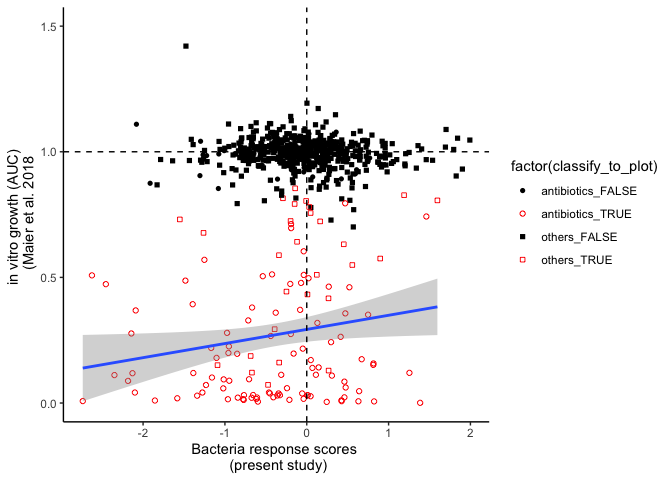 1.5
1.0
0.5
0.0
in vitro growth (AUC)
(Maier et al. 2018
-2
-1
0
1
2
Bacteria response scores
(present study)
factor(classify_to_plot)
antibiotics_FALSE
antibiotics_TRUE
others_FALSE
others_TRUE